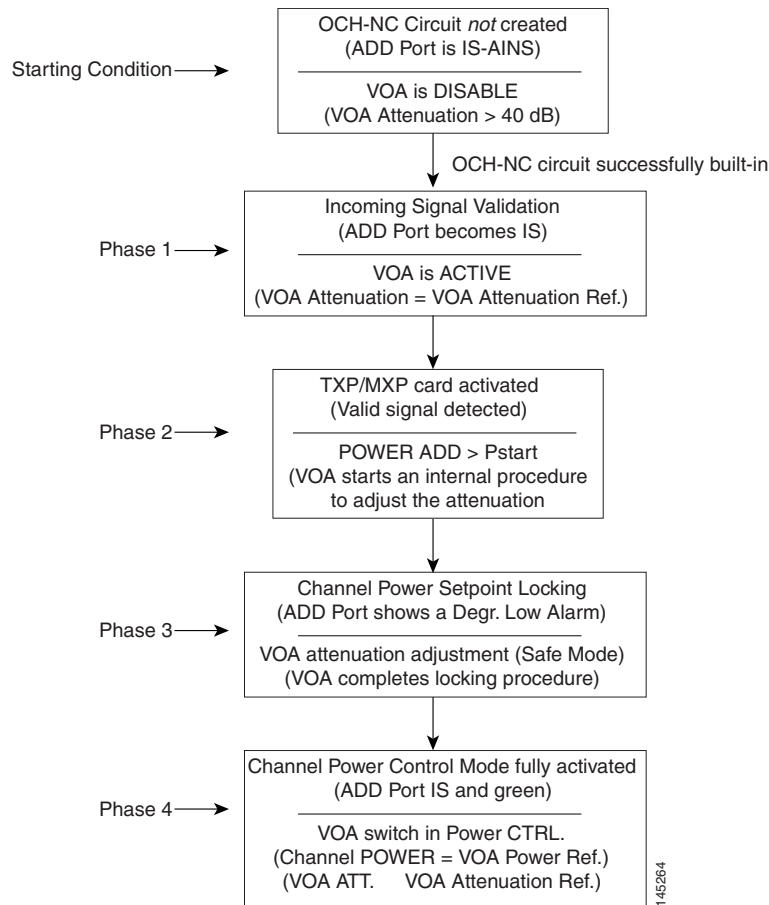 OCH-NC Circuit not created
(ADD Port is IS-AINS)
Starting Condition
VOA is DISABLE
(VOA Attenuation > 40 dB)
OCH-NC circuit successfully built-in
Incoming Signal Validation
(ADD Port becomes IS)
Phase 1
VOA is ACTIVE
(VOA Attenuation = VOA Attenuation Ref.)
TXP/MXP card activated
(Valid signal detected)
Phase 2
POWER ADD > Pstart
(VOA starts an internal procedure
to adjust the attenuation
Channel Power Setpoint Locking
(ADD Port shows a Degr. Low Alarm)
Phase 3
VOA attenuation adjustment (Safe Mode)
(VOA completes locking procedure)
Channel Power Control Mode fully activated
(ADD Port IS and green)
Phase 4
VOA switch in Power CTRL.
(Channel POWER = VOA Power Ref.)
(VOA ATT. VOA Attenuation Ref.)
145264